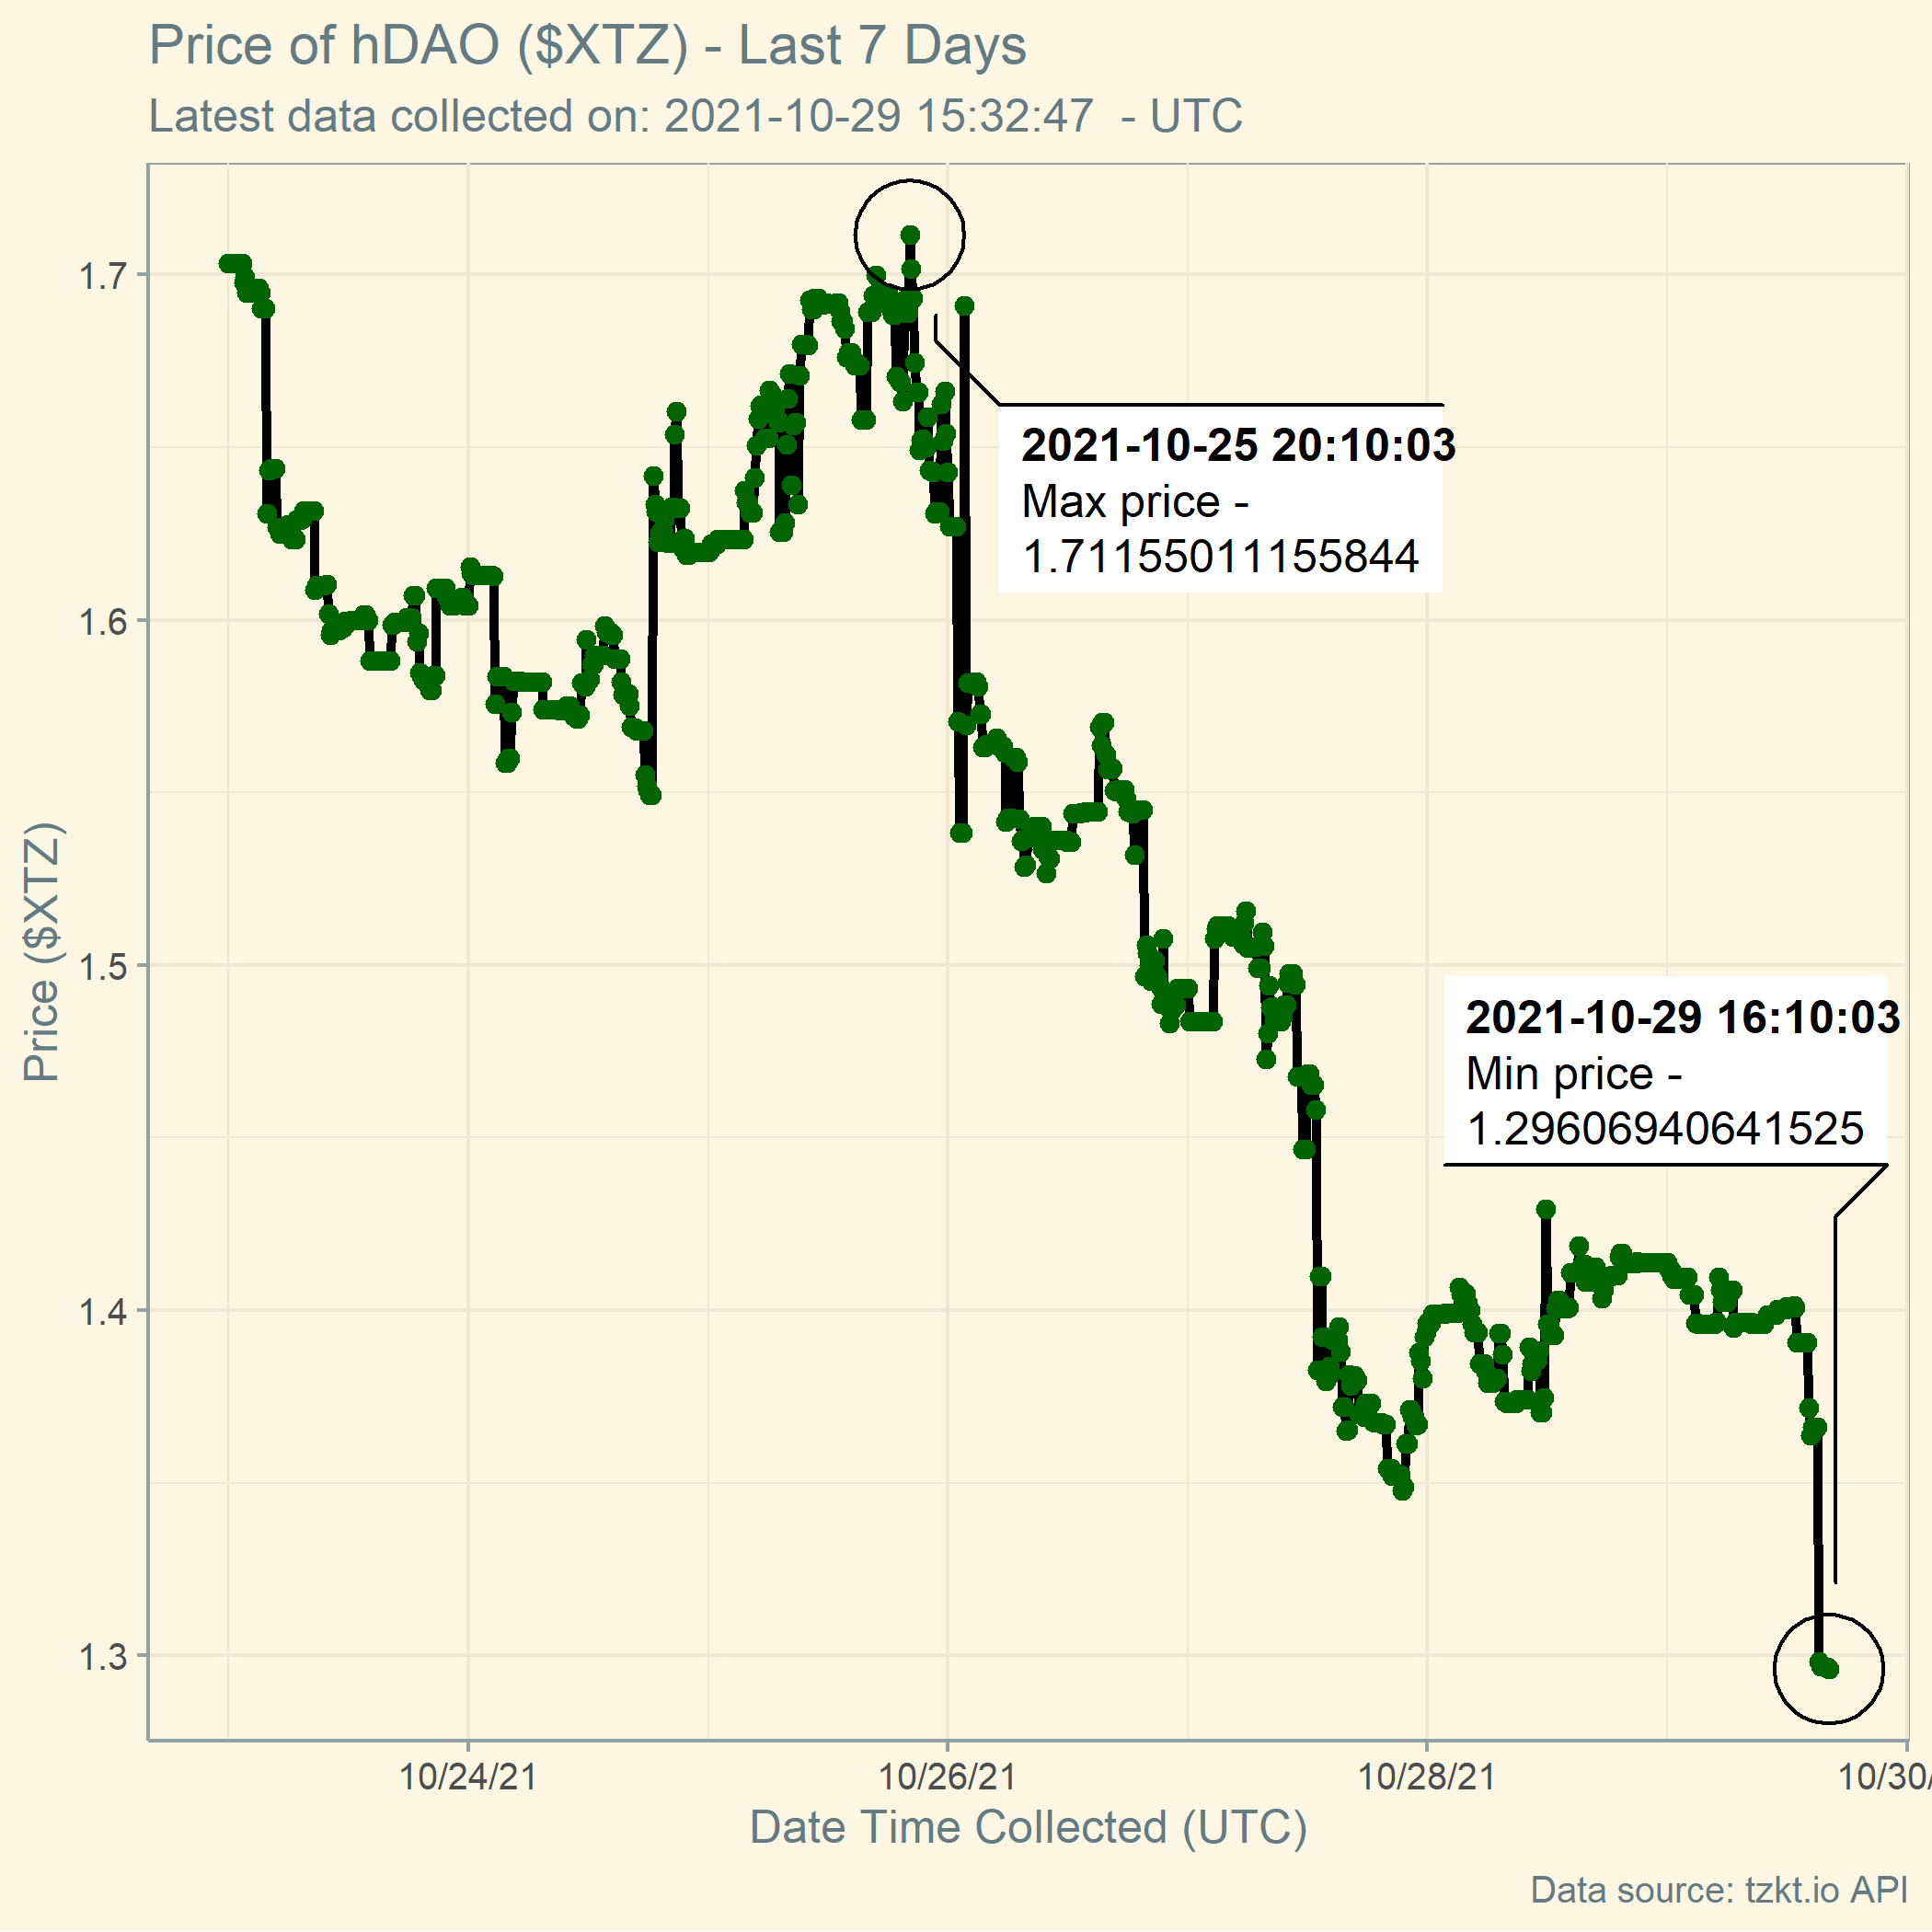 Price of hDAO ($XTZ) - Last 7 Days
Latest data collected on: 2021-10-29 15:32:47  - UTC
1.7
2021-10-25 20:10:03
Max price -
1.71155011155844
1.6
Price ($XTZ)
1.5
2021-10-29 16:10:03
Min price -
1.29606940641525
1.4
1.3
10/24/21
10/26/21
10/28/21
10/30/
Date Time Collected (UTC)
Data source: tzkt.io API